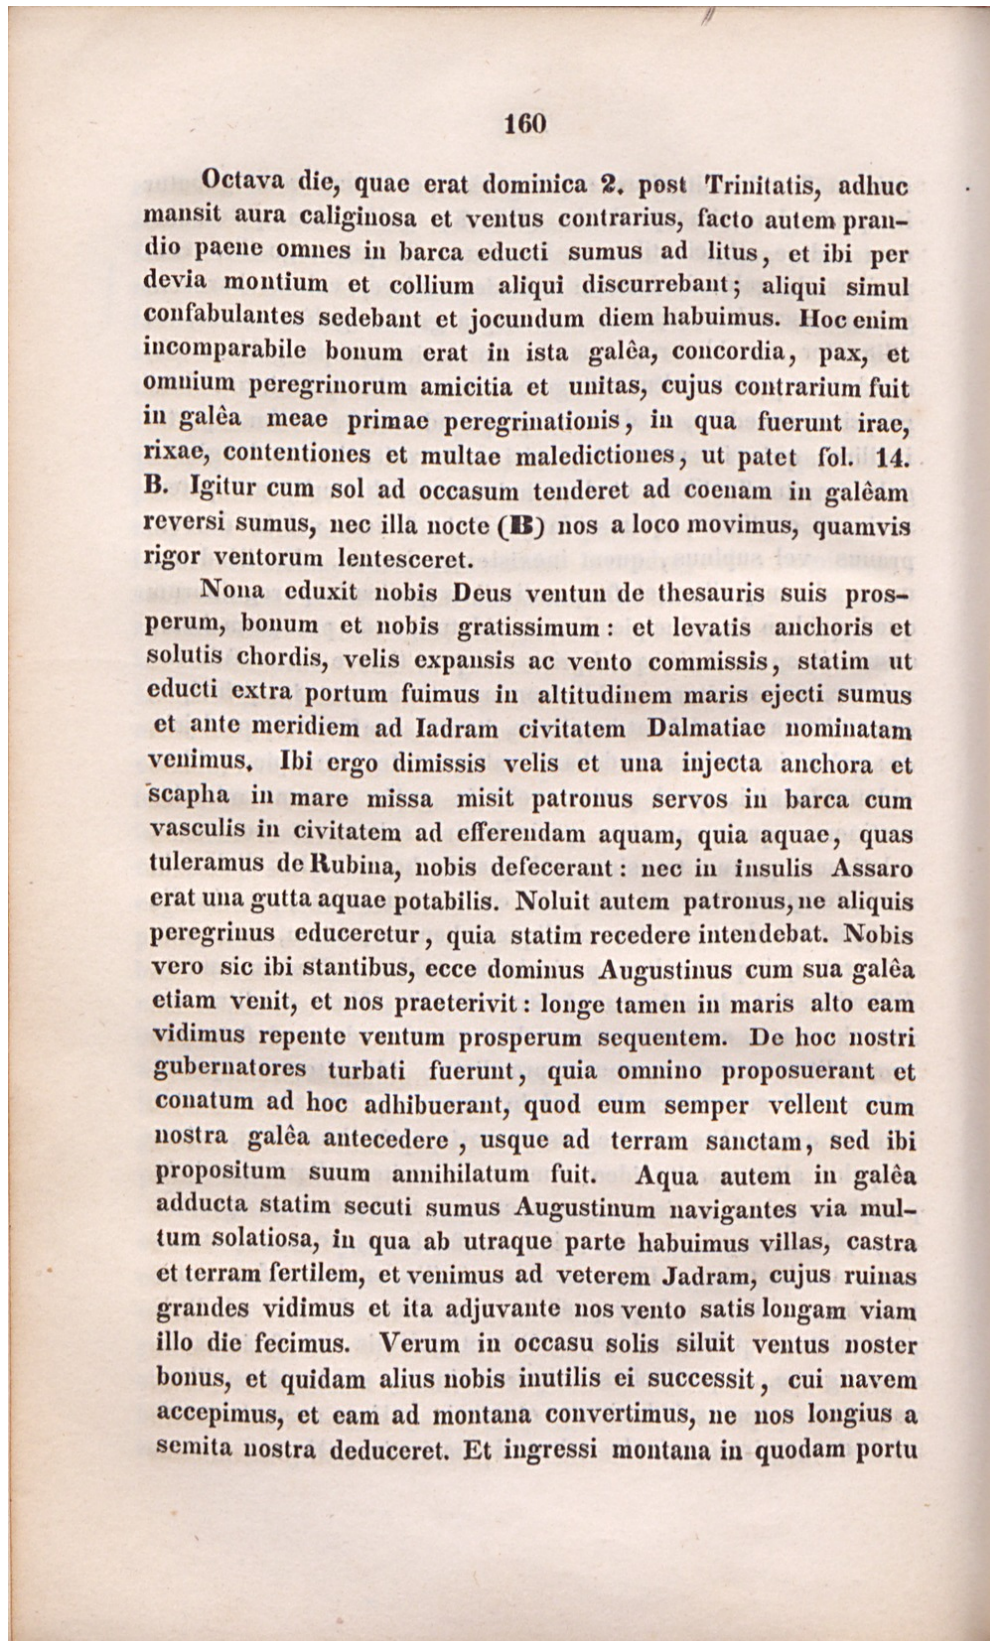 160
Octava die, quae erat dominica 2. post Trinitatis, adhuc
mansit aura caliginosa et ventus contrarius, facto autem pran-
dio paene omnes in barca educti sumus ad litus, et ibi per
devia montium et collium aliqui discurrebant; aliqui simul
confabulantes sedebant et jocundum diem habuimus. Hoc enim
incomparabile bonum erat in ista galêa, concordia, pax, et
omnium peregrinorum amicitia et unitas, cujus contrarium fuit
in galêa meae primae peregrinationis, in qua fuerunt irae,
rixae, contentiones et multae maledictiones, ut patet fol. 14.
B. Igitur cum sol ad occasum tenderet ad coenam in galêam
reversi sumus, nec illa nocte (B) nos a loco movimus, quamvis
rigor ventorum lentesceret.
Nona eduxit nobis Deus ventun de thesauris suis pros-
perum, bonum et nobis gratissimum: et levatis anchoris et
solutis chordis, velis expansis ac vento commissis, statim ut
educti extra portum fuimus in altitudinem maris ejecti sumus
et ante meridiem ad Iadram civitatem Dalmatiae nominatam
venimus. Ibi ergo dimissis velis et una injecta anchora et
scapha in mare missa misit patronus servos in barca cum
vasculis in civitatem ad efferendam aquam, quia aquae, quas
tuleramus de Rubina, nobis defecerant: nec in insulis Assaro
erat una gutta aquae potabilis. Noluit autem patronus, ne aliquis
peregrinus educeretur, quia statim recedere intendebat. Nobis
vero sic ibi stantibus, ecce dominus Augustinus cum sua galêa
etiam venit, et nos praeterivit: longe tamen in maris alto eam
vidimus repente ventum prosperum sequentem. De hoc nostri
gubernatores turbati fuerunt, quia omnino proposuerant et
conatum ad hoc adhibuerant, quod eum semper vellent cum
nostra galêa antecedere, usque ad terram sanctam, sed ibi
propositum suum annihilatum fuit. Aqua autem in galêa
adducta statim secuti sumus Augustinum navigantes via mul-
tum solatiosa, in qua ab utraque parte habuimus villas, castra
et terram fertilem, et venimus ad veterem Jadram, cujus ruinas
grandes vidimus et ita adjuvante nos vento satis longam viam
illo die fecimus. Verum in occasu solis siluit ventus noster
bonus, et quidam alius nobis inutilis ei successit, cui navem
accepimus, et eam ad montana convertimus, ne nos longius a
semita nostra deduceret. Et ingressi montana in quodam portu